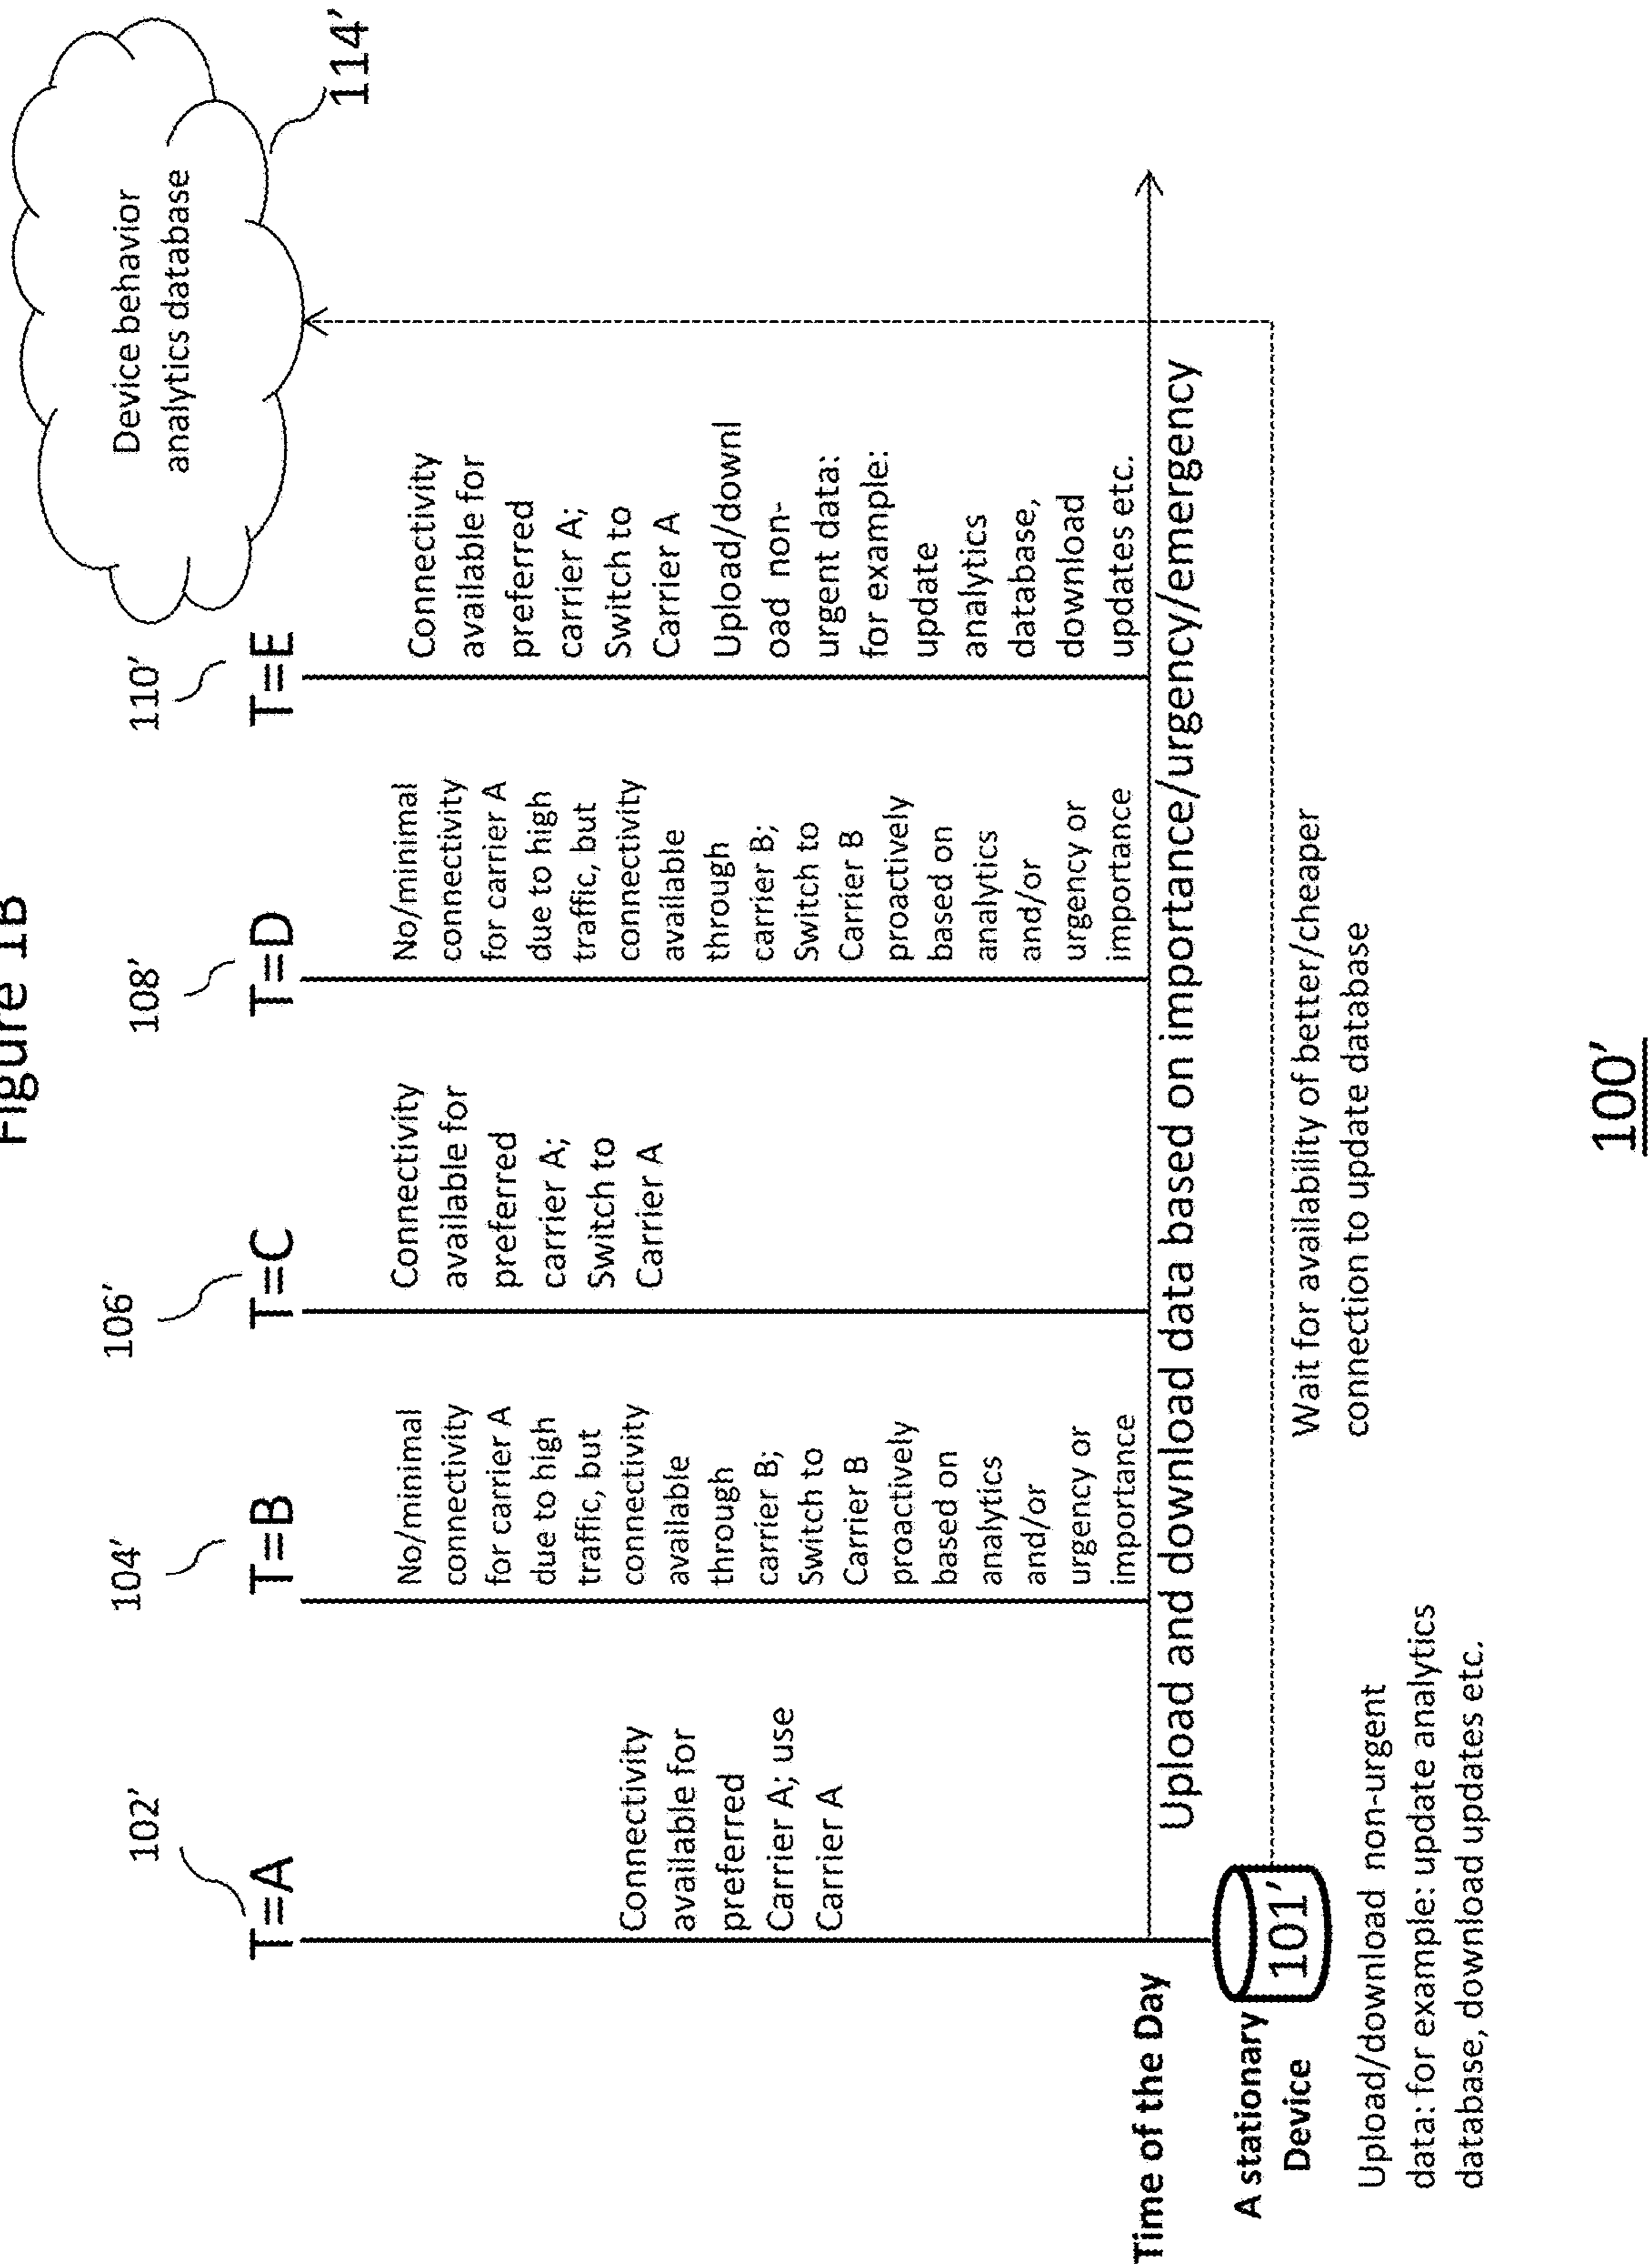 Figure 1B
102'
T=A
Connectivity
available for
preferred
Carrier A; use
Carrier A
104'
T=B
No/minimal
connectivity
for carrier A
due to high
traffic, but
connectivity
available
through
carrier B;
Switch to
Carrier B
proactively
based on
analytics
and/or
urgency or
importance
106'
T=C
Connectivity
available for
preferred
carrier A;
Switch to
Carrier A
108'
T=D
No/minimal
connectivity
for carrier A
due to high
traffic, but
connectivity
available
through
carrier B;
Switch to
Carrier B
proactively
based on
analytics
and/or
urgency or
importance
110'
T=E
Connectivity
available for
preferred
carrier A;
Switch to
Carrier A
Upload/downl
oad non-
urgent data:
for example:
update
analytics
database,
download
updates etc.
Device behavior
analytics database
114'
Time of the Day
Upload and download data based on importance/urgency/emergency
A stationary
Device
101'
Wait for availability of better/cheaper
connection to update database
Upload/download non-urgent
data: for example: update analytics
database, download updates etc.
100'